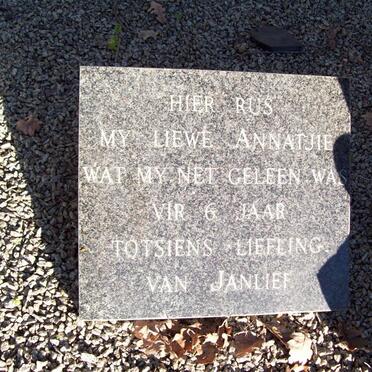 HIER RUS
MY LIEWE ANNATJIE
WAT MY NET GELEEN WAS
VIR 6 JAAR
TOTSIENS LIEFLING
VAN JANLIEF